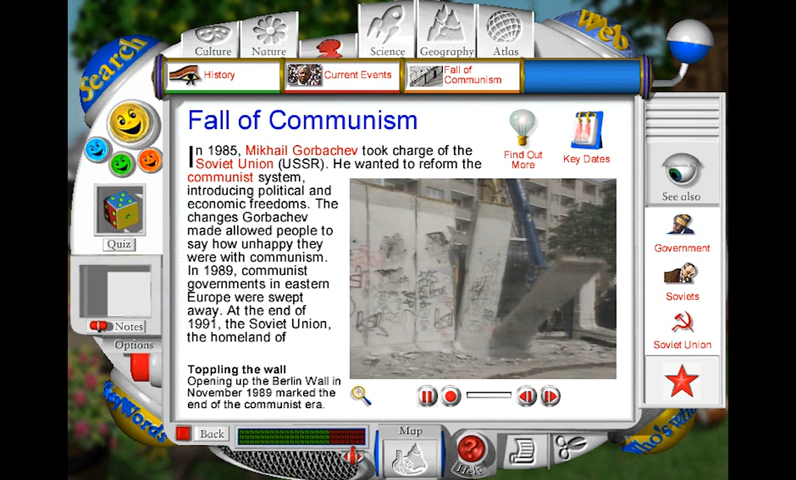 Search
Culture
Nature
Science
Geography
Atlas
Web
History
Current Events
Fall of
Communism
Fall of Communism
Find Out
More
Key Dates
In 1985, Mikhail Gorbachev took charge of the
Soviet Union (USSR). He wanted to reform the
communist system,
introducing political and
economic freedoms. The
changes Gorbachev
made allowed people to
say how unhappy they
were with communism.
In 1989, communist
governments in eastern
Europe were swept
away. At the end of
1991, the Soviet Union,
the homeland of
Toppling the wall
Opening up the Berlin Wall in
November 1989 marked the
end of the communist era.
See also
Government
Soviets
Soviet Union
Quiz
Notes
Options
Back
Map
Help
Who's who